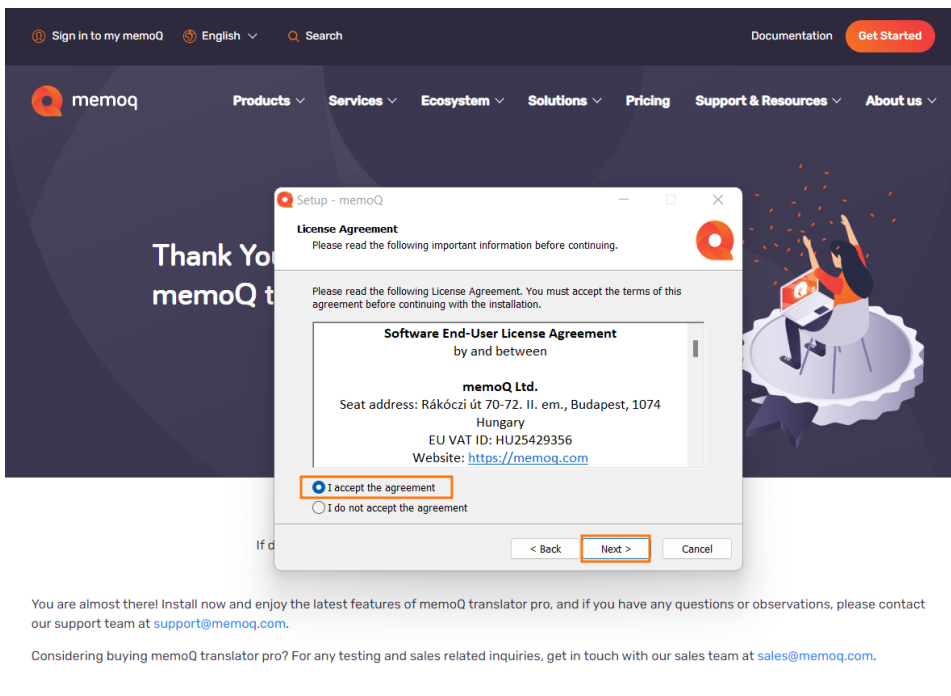 Sign in to my memoQ English Search Documentation Get Started
memoq Products Services Ecosystem Solutions Pricing Support & Resources About us
Thank You
memoQ t
Setup - memoQ
License Agreement
Please read the following important information before continuing.
Please read the following License Agreement. You must accept the terms of this
agreement before continuing with the installation.
Software End-User License Agreement
by and between
memoQ Ltd.
Seat address: Rákóczi út 70-72. II. em., Budapest, 1074
Hungary
EU VAT ID: HU25429356
Website: https://memoq.com
I accept the agreement
I do not accept the agreement
If d
< Back Next > Cancel
You are almost there! Install now and enjoy the latest features of memoQ translator pro, and if you have any questions or observations, please contact
our support team at support@memoq.com.
Considering buying memoQ translator pro? For any testing and sales related inquiries, get in touch with our sales team at sales@memoq.com.